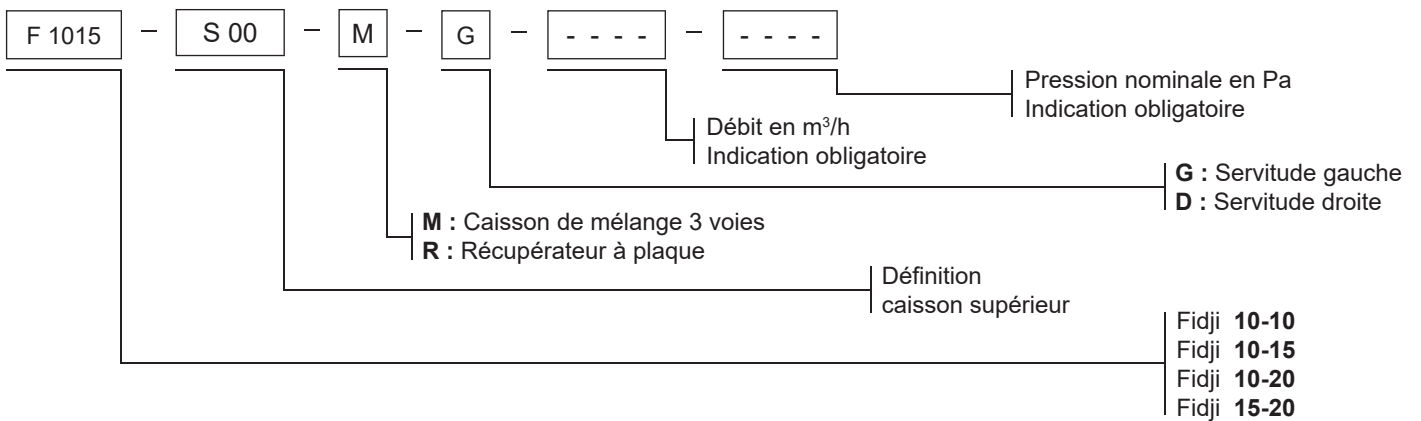 F 1015 – S 00 – M – G – - - - - – - - - -
Pression nominale en Pa
Indication obligatoire
Débit en m³/h
Indication obligatoire
G : Servitude gauche
D : Servitude droite
M : Caisson de mélange 3 voies
R : Récupérateur à plaque
Définition
caisson supérieur
Fidji 10-10
Fidji 10-15
Fidji 10-20
Fidji 15-20